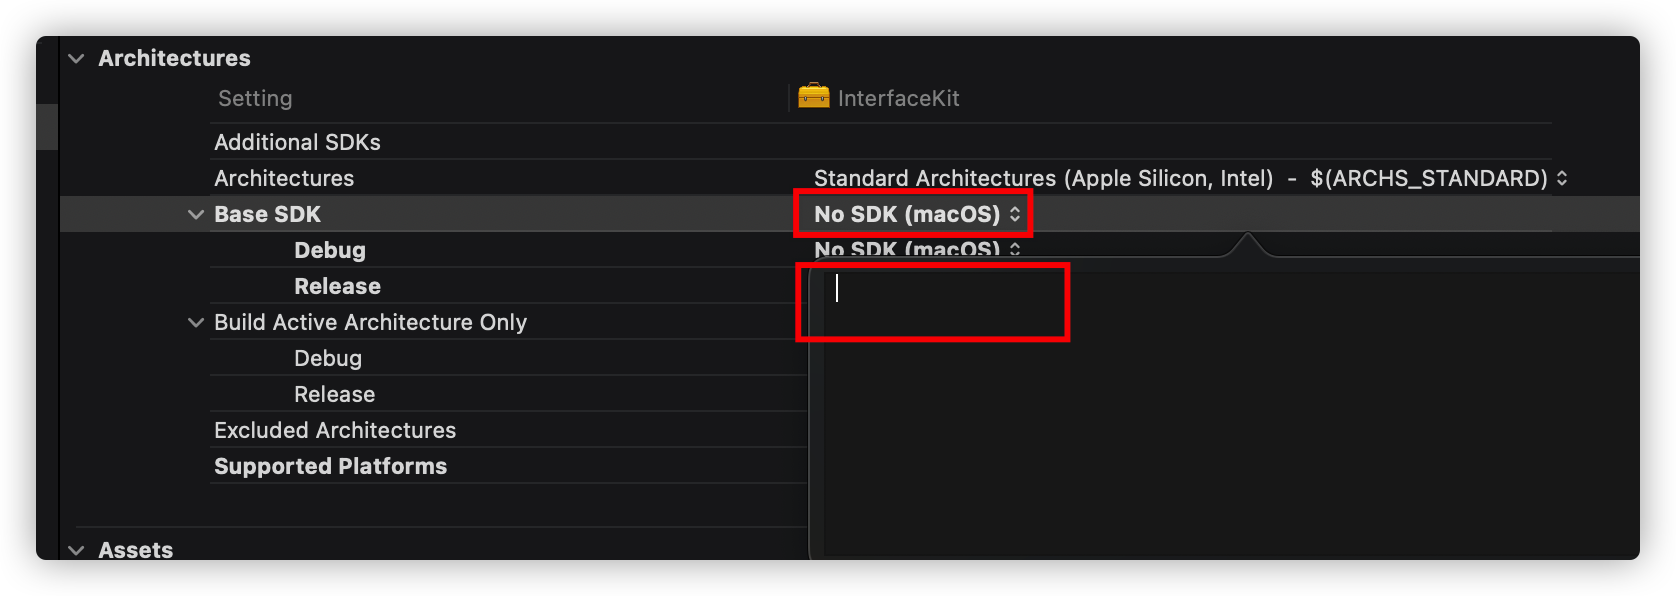 Architectures
Setting InterfaceKit
Additional SDKs
Architectures Standard Architectures (Apple Silicon, Intel) - $(ARCHS_STANDARD)
Base SDK No SDK (macOS)
Debug No SDK (macOS)
Release
Build Active Architecture Only
Debug
Release
Excluded Architectures
Supported Platforms
Assets